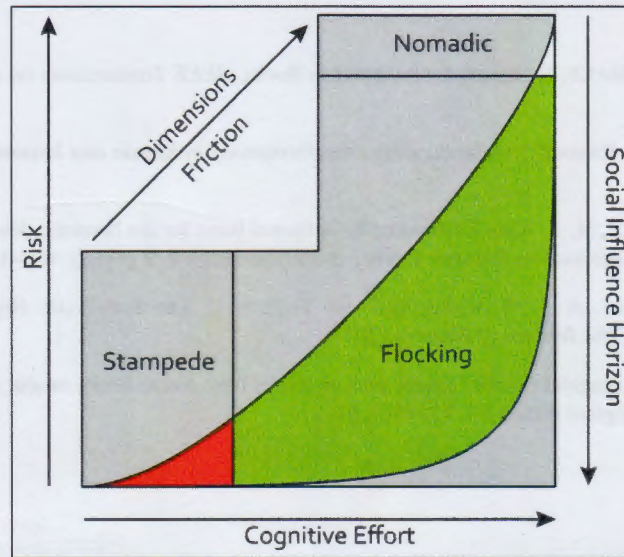 Nomadic
Dimensions
Friction
Risk
Social Influence Horizon
Stampede
Flocking
Cognitive Effort